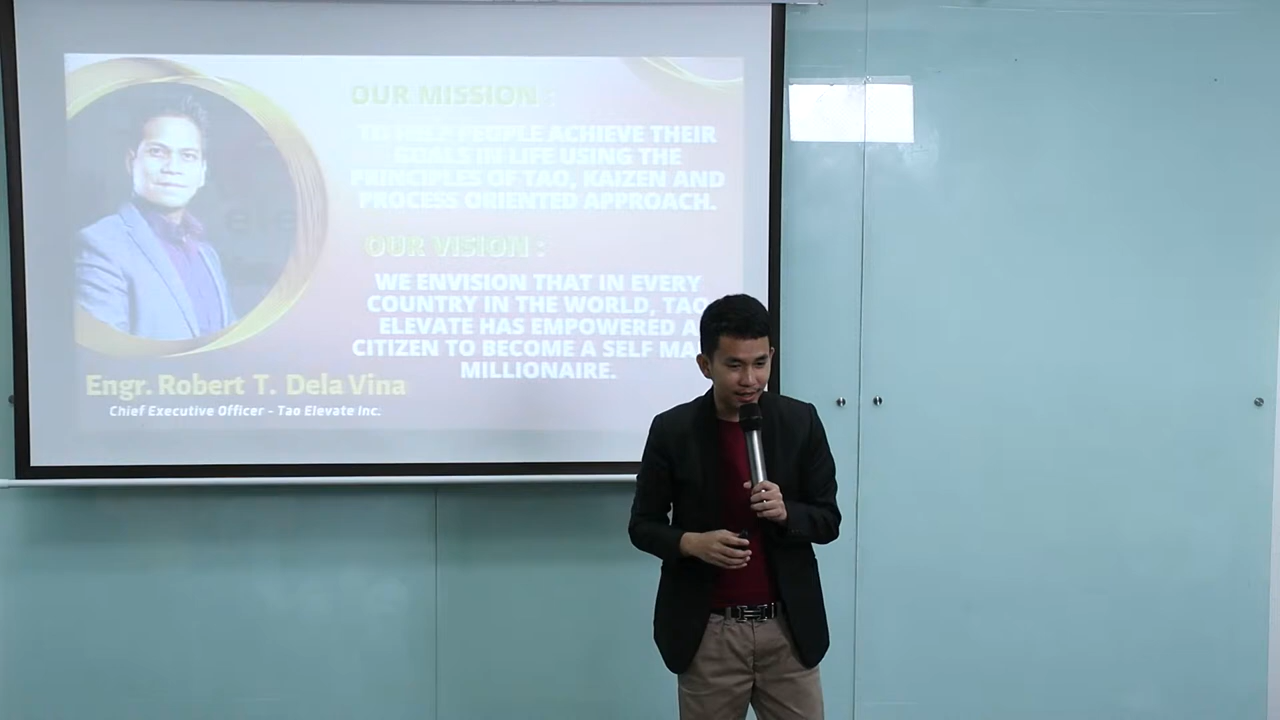 OUR MISSION :
TO HELP PEOPLE ACHIEVE THEIR
GOALS IN LIFE USING THE
PRINCIPLES OF TAO, KAIZEN AND
PROCESS ORIENTED APPROACH.
OUR VISION :
WE ENVISION THAT IN EVERY
COUNTRY IN THE WORLD, TAO
ELEVATE HAS EMPOWERED A
CITIZEN TO BECOME A SELF MA
MILLIONAIRE.
Engr. Robert T. Dela Vina
Chief Executive Officer - Tao Elevate Inc.